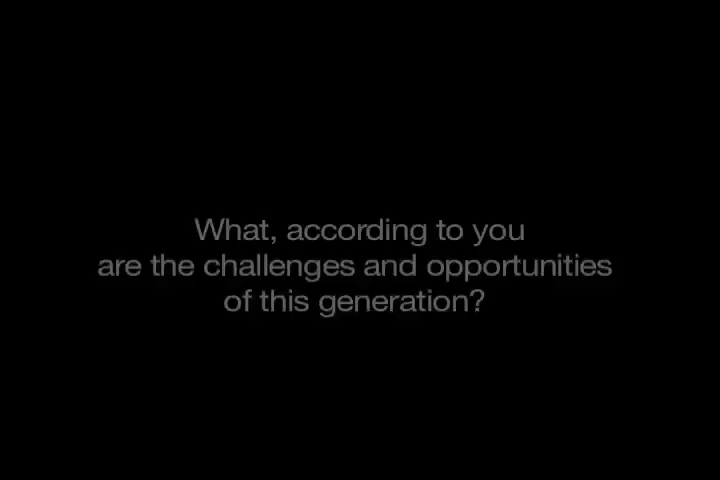 What, according to you
are the challenges and opportunities
of this generation?